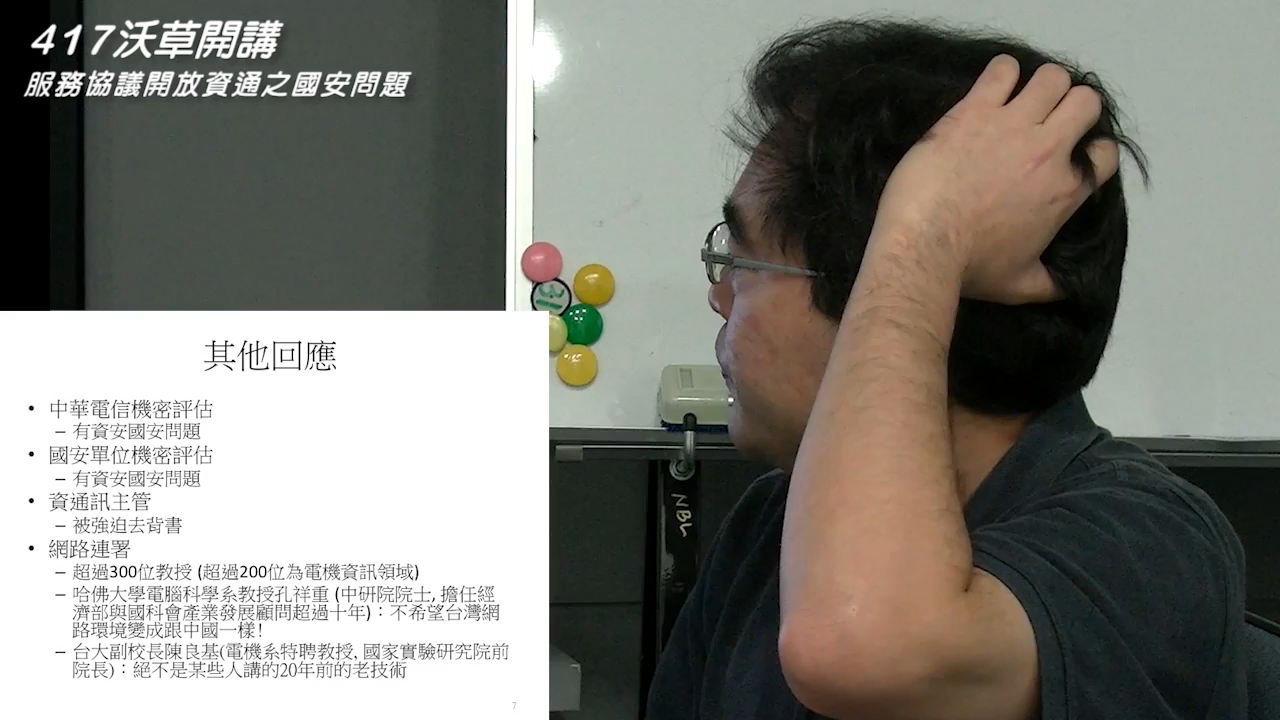 417沃草開講
服務協議開放資通之國安問題
其他回應
• 中華電信機密評估
– 有資安國安問題
• 國安單位機密評估
– 有資安國安問題
• 資通訊主管
– 被強迫去背書
• 網路連署
– 超過300位教授 (超過200位為電機資訊領域)
– 哈佛大學電腦科學系教授孔祥重 (中研院院士, 擔任經
濟部與國科會產業發展顧問超過十年)：不希望台灣網
路環境變成跟中國一樣!
– 台大副校長陳良基(電機系特聘教授, 國家實驗研究院前
院長)：絕不是某些人講的20年前的老技術
7
NBL